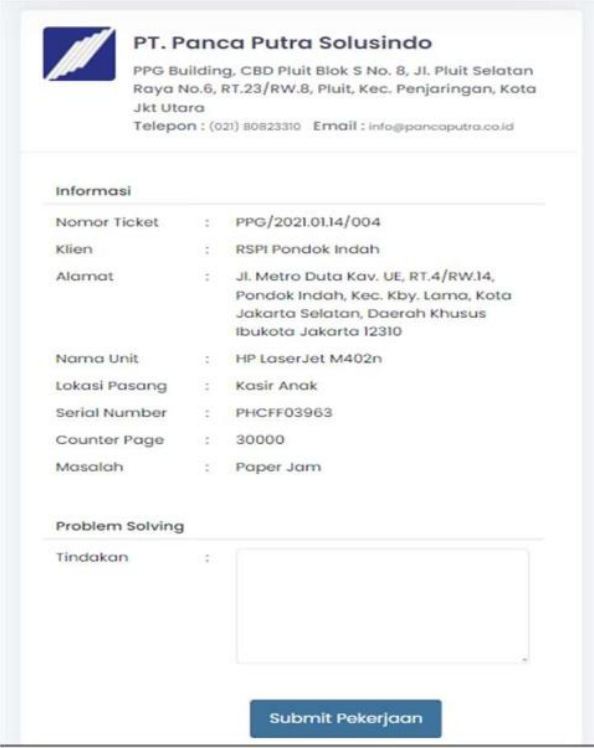 PT. Panca Putra Solusindo
PPG Building, CBD Pluit Blok S No. 8, Jl. Pluit Selatan
Raya No.6, RT.23/RW.8, Pluit, Kec. Penjaringan, Kota
Jkt Utara
Telepon : (021) 80823310 Email : info@pancaputra.co.id
Informasi
Nomor Ticket : PPG/2021.01.14/004
Klien : RSPI Pondok Indah
Alamat : Jl. Metro Duta Kav. UE, RT.4/RW.14,
Pondok Indah, Kec. Kby. Lama, Kota
Jakarta Selatan, Daerah Khusus
Ibukota Jakarta 12310
Nama Unit : HP LaserJet M402n
Lokasi Pasang : Kasir Anak
Serial Number : PHCFF03963
Counter Page : 30000
Masalah : Paper Jam
Problem Solving
Tindakan :
Submit Pekerjaan